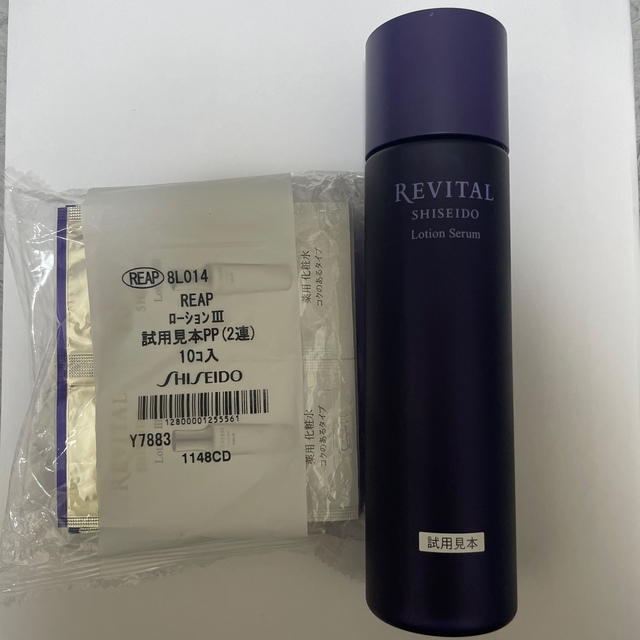 REAP 8L014
REAP
ローションⅢ
試用見本PP(2連)
10コ入
SHISEIDO
12800001255561
Y7883
1148CD
薬用 化粧水
コクのあるタイプ
薬用 化粧水
コクのあるタイプ
REVITAL
REVITAL
SHISEIDO
Lotion Serum
試用見本